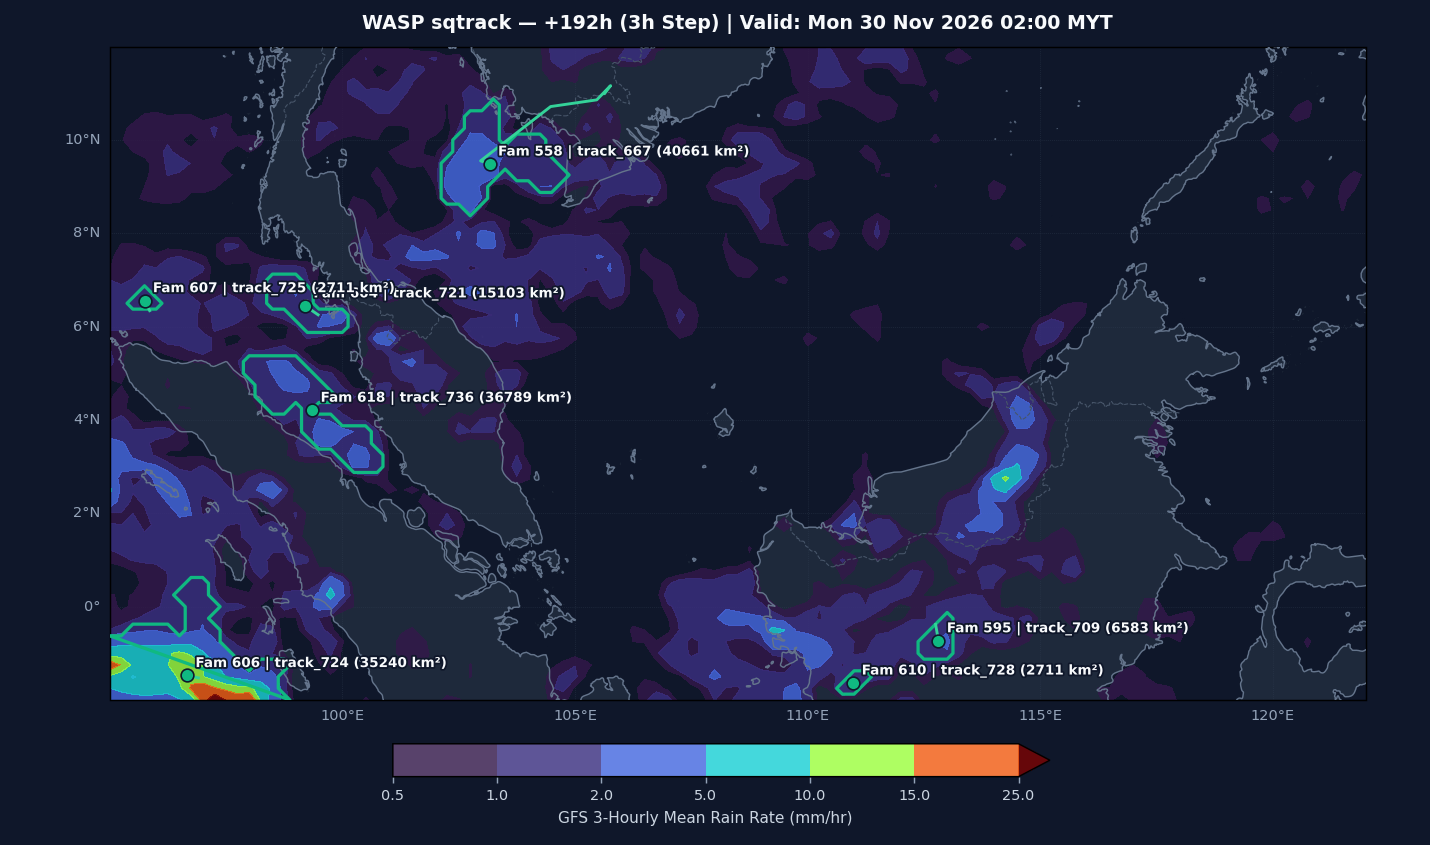 WASP sqtrack — +192h (3h Step) | Valid: Mon 30 Nov 2026 02:00 MYT
10°N
8°N
6°N
4°N
2°N
0°
Fam 558 | track_667 (40661 km²)
Fam 607 | track_725 (2711 km²)
track_721 (15103 km²)
Fam 618 | track_736 (36789 km²)
Fam 595 | track_709 (6583 km²)
Fam 606 | track_724 (35240 km²)
Fam 610 | track_728 (2711 km²)
100°E
105°E
110°E
115°E
120°E
0.5
1.0
2.0
5.0
10.0
15.0
25.0
GFS 3-Hourly Mean Rain Rate (mm/hr)